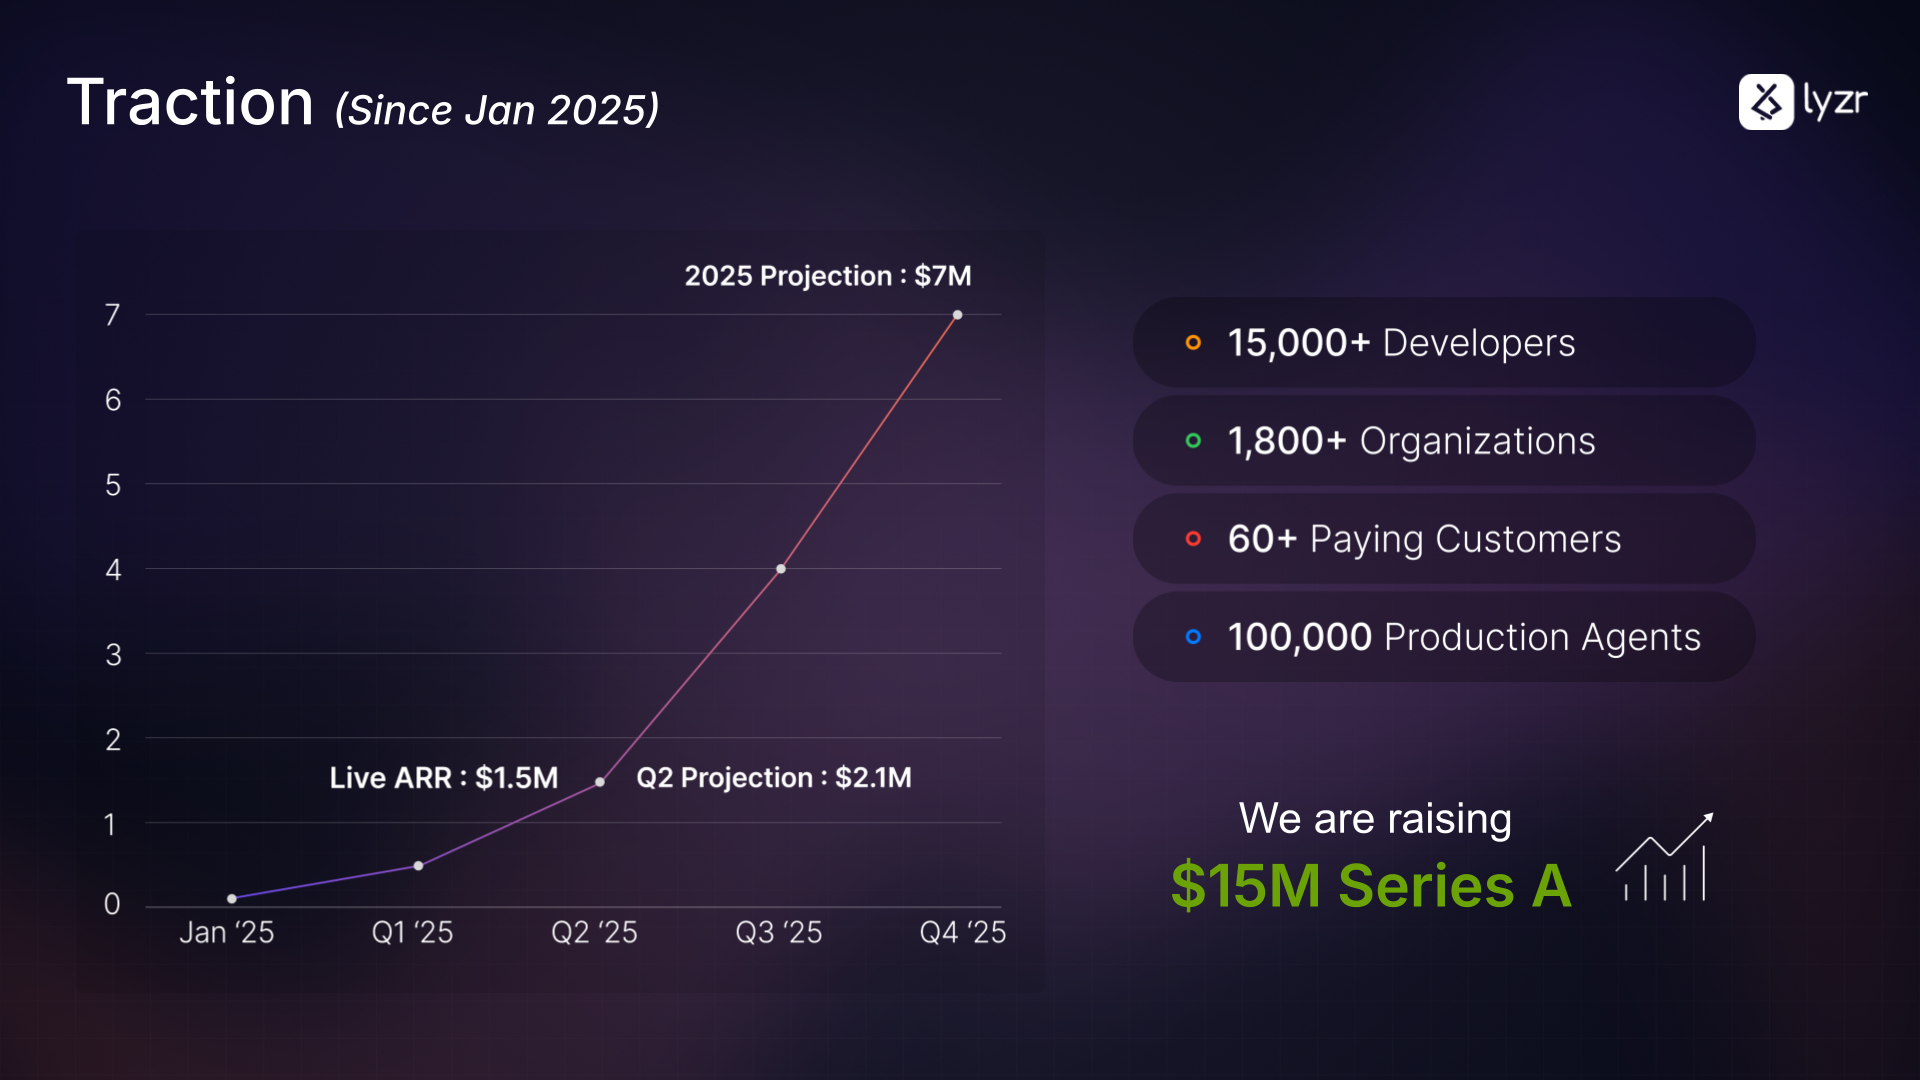 Traction (Since Jan 2025)
lyzr
2025 Projection : $7M
7
6
5
4
3
2
1
0
Live ARR : $1.5M
Q2 Projection : $2.1M
Jan ‘25
Q1 ‘25
Q2 ‘25
Q3 ‘25
Q4 ‘25
15,000+ Developers
1,800+ Organizations
60+ Paying Customers
100,000 Production Agents
We are raising
$15M Series A